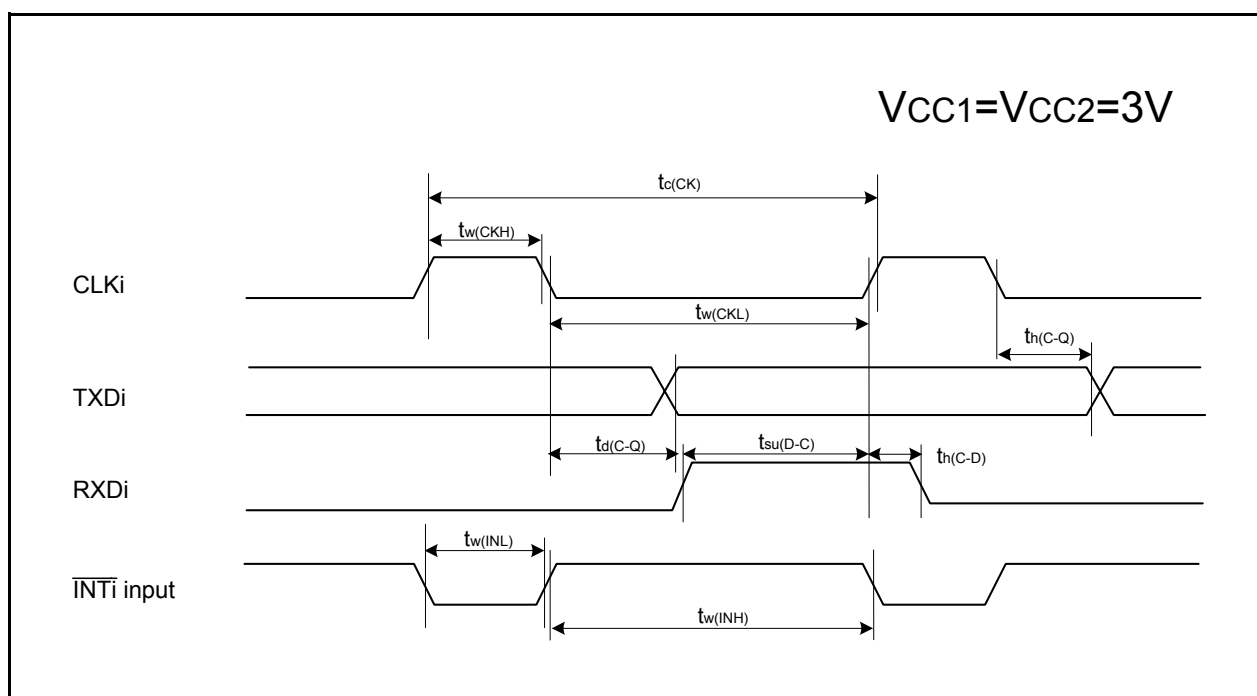 VCC1=VCC2=3V
tc(CK)
tw(CKH)
CLKi
tw(CKL)
th(C-Q)
TXDi
td(C-Q)
tsu(D-C)
th(C-D)
RXDi
tw(INL)
INTi input
tw(INH)